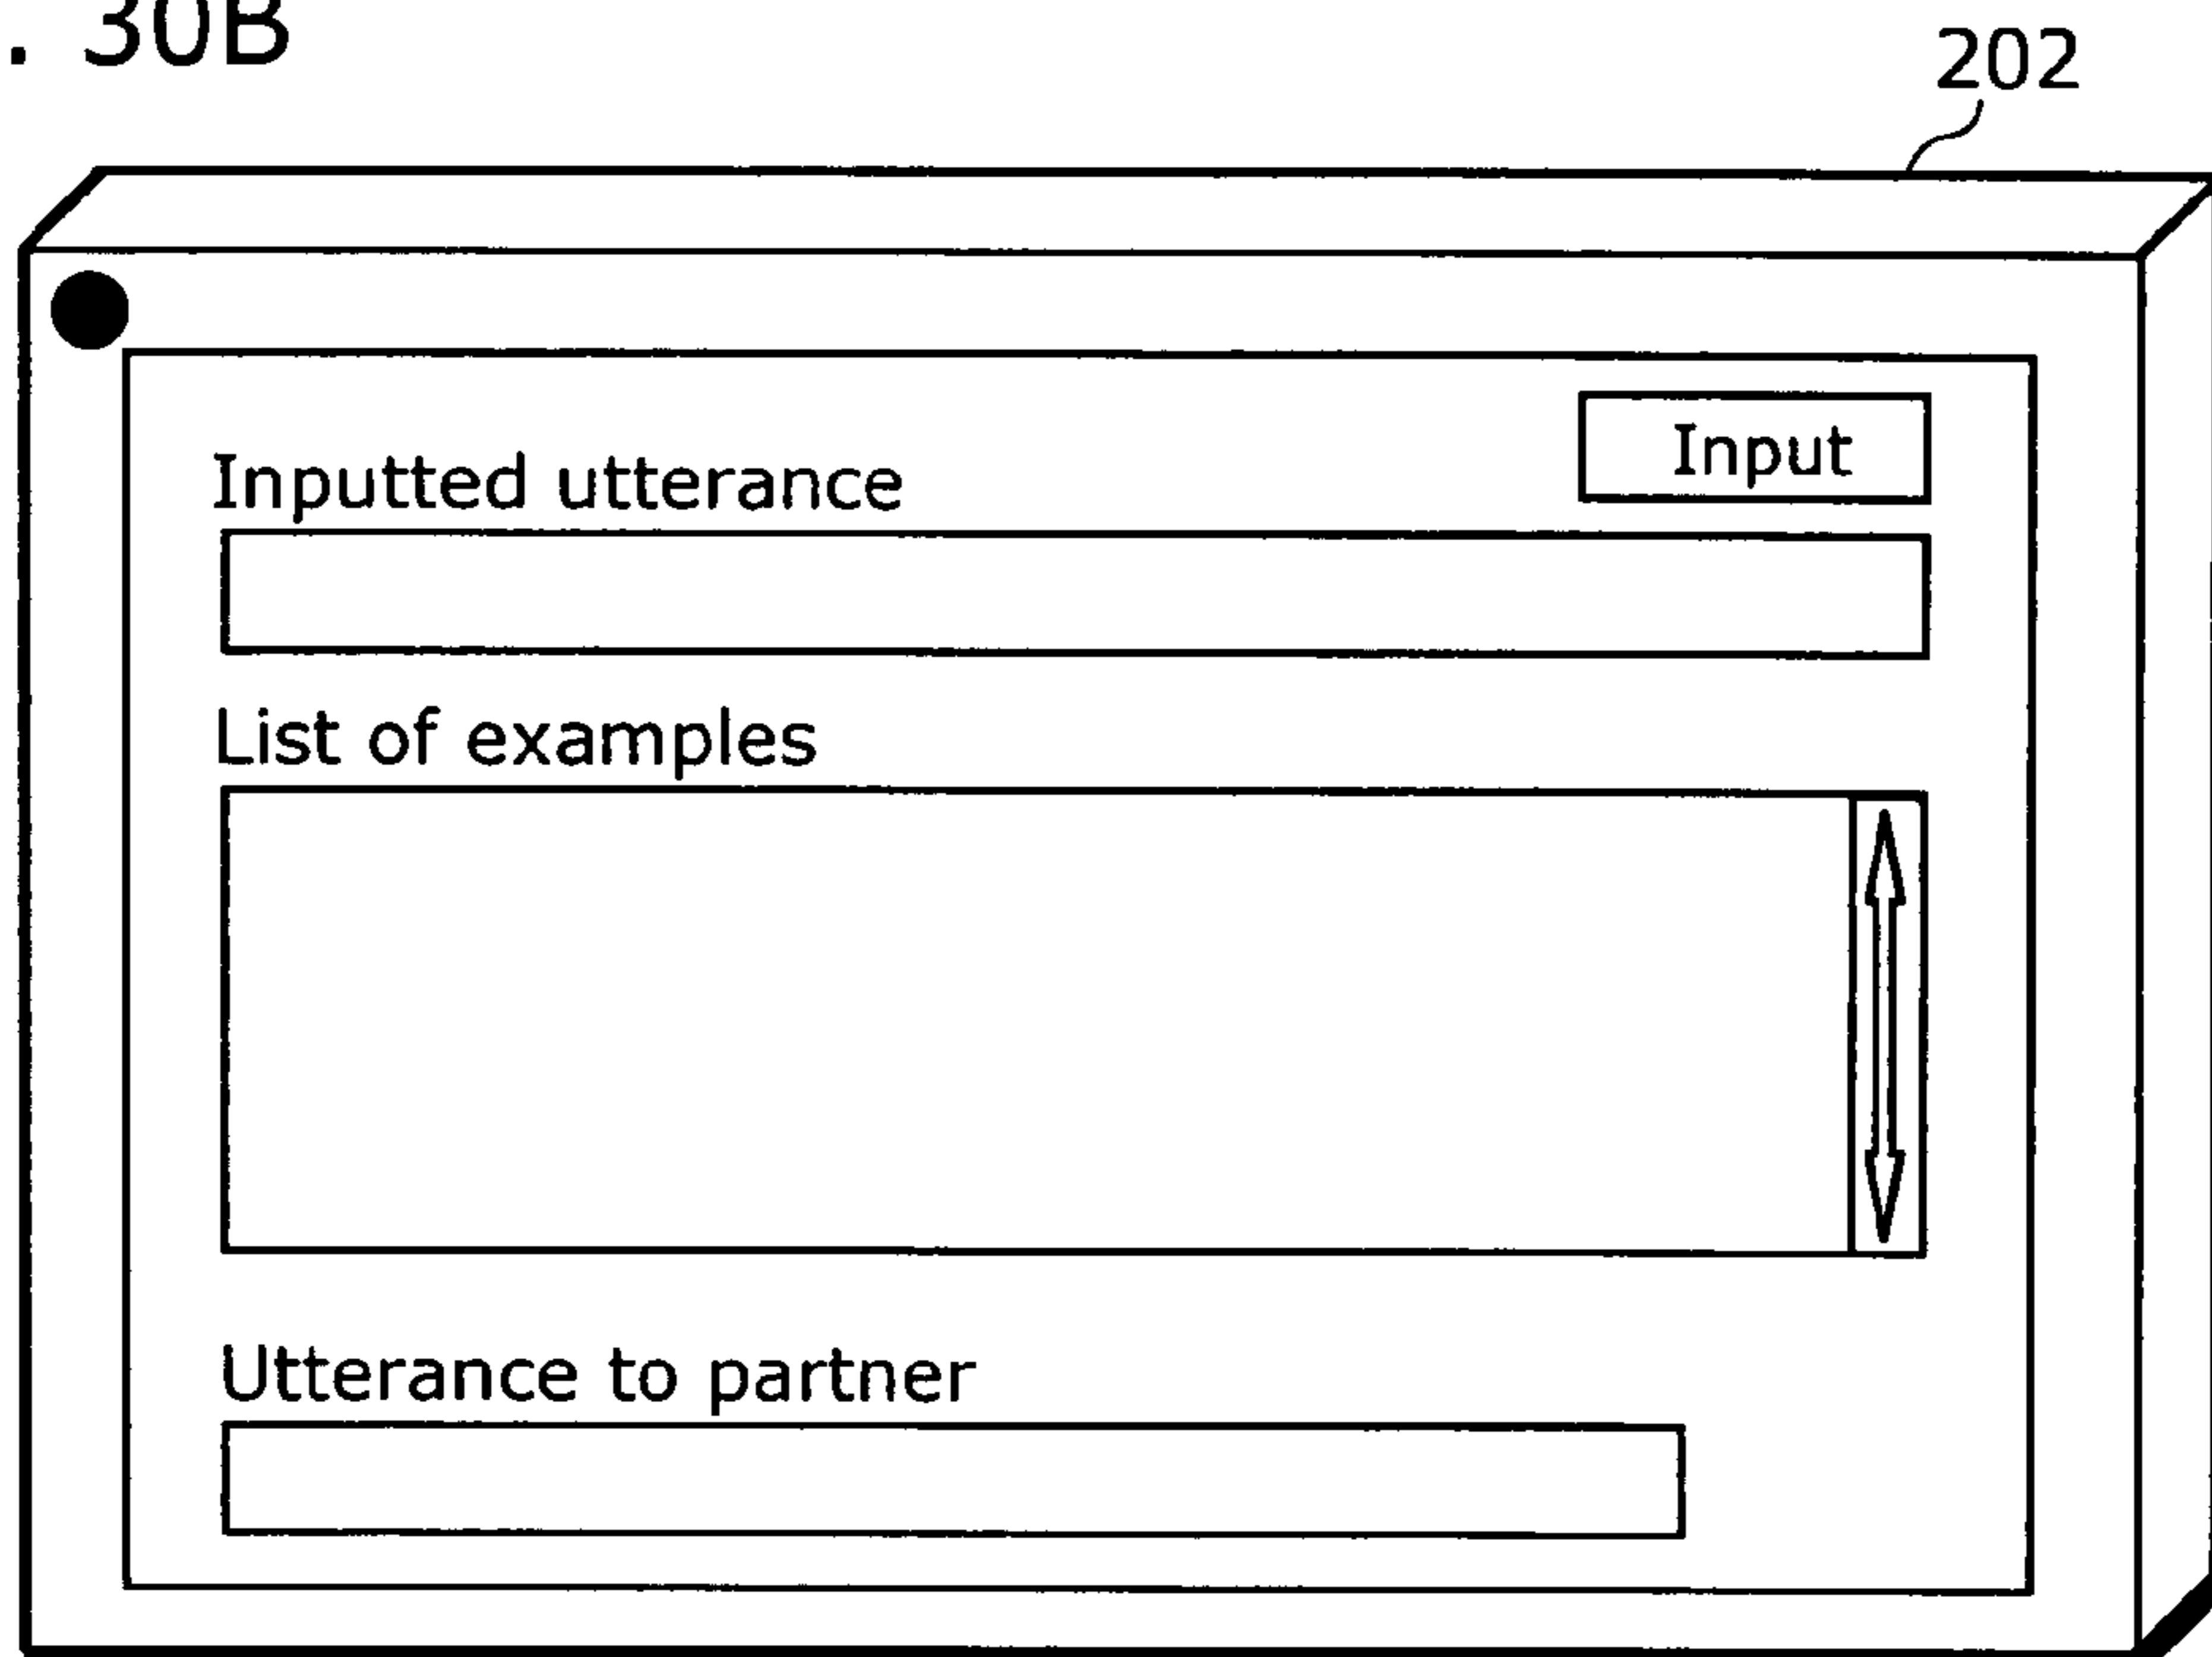 . 30B
202
Input
Inputted utterance
List of examples
Utterance to partner